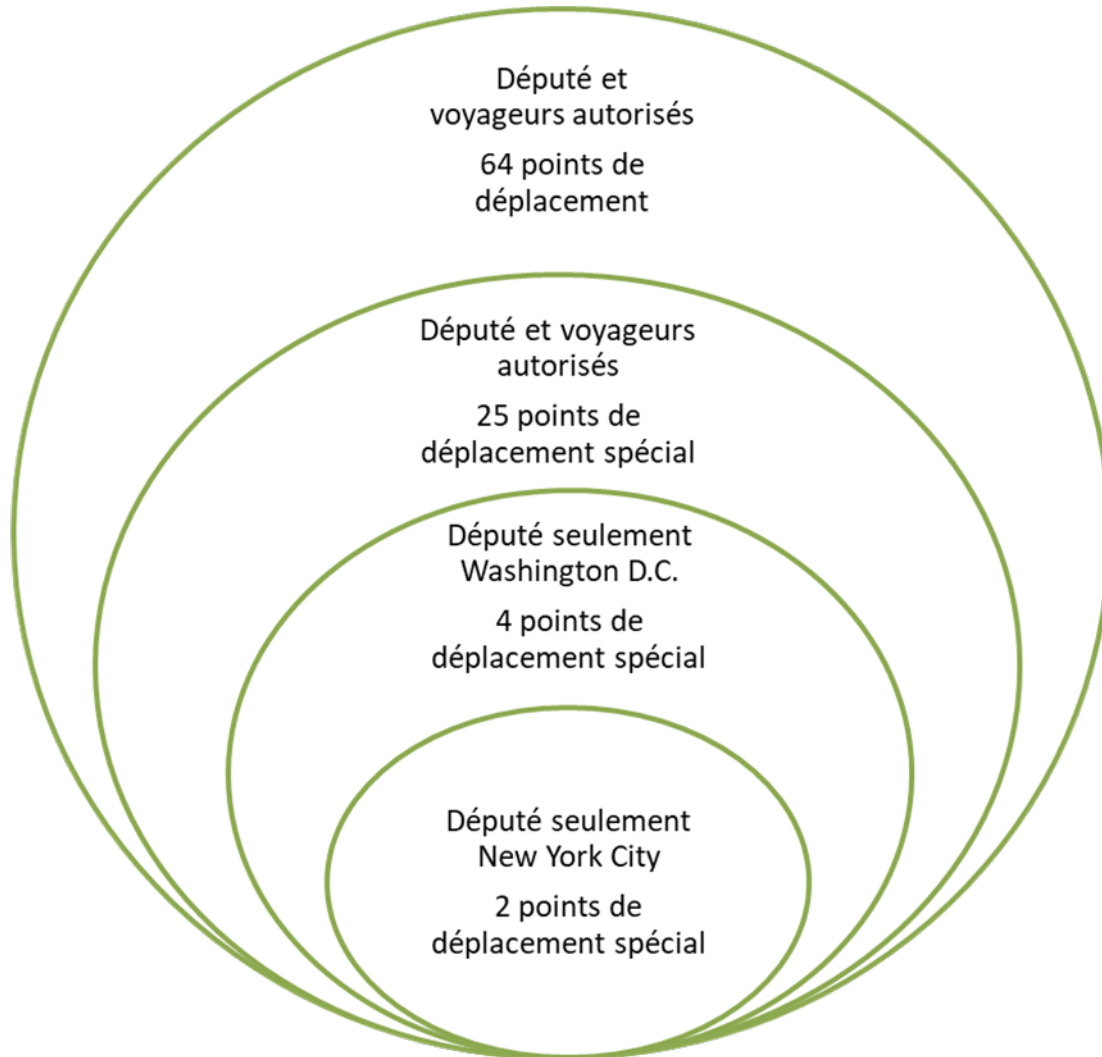 Député et
voyageurs autorisés
64 points de
déplacement
Député et voyageurs
autorisés
25 points de
déplacement spécial
Député seulement
Washington D.C.
4 points de
déplacement spécial
Député seulement
New York City
2 points de
déplacement spécial